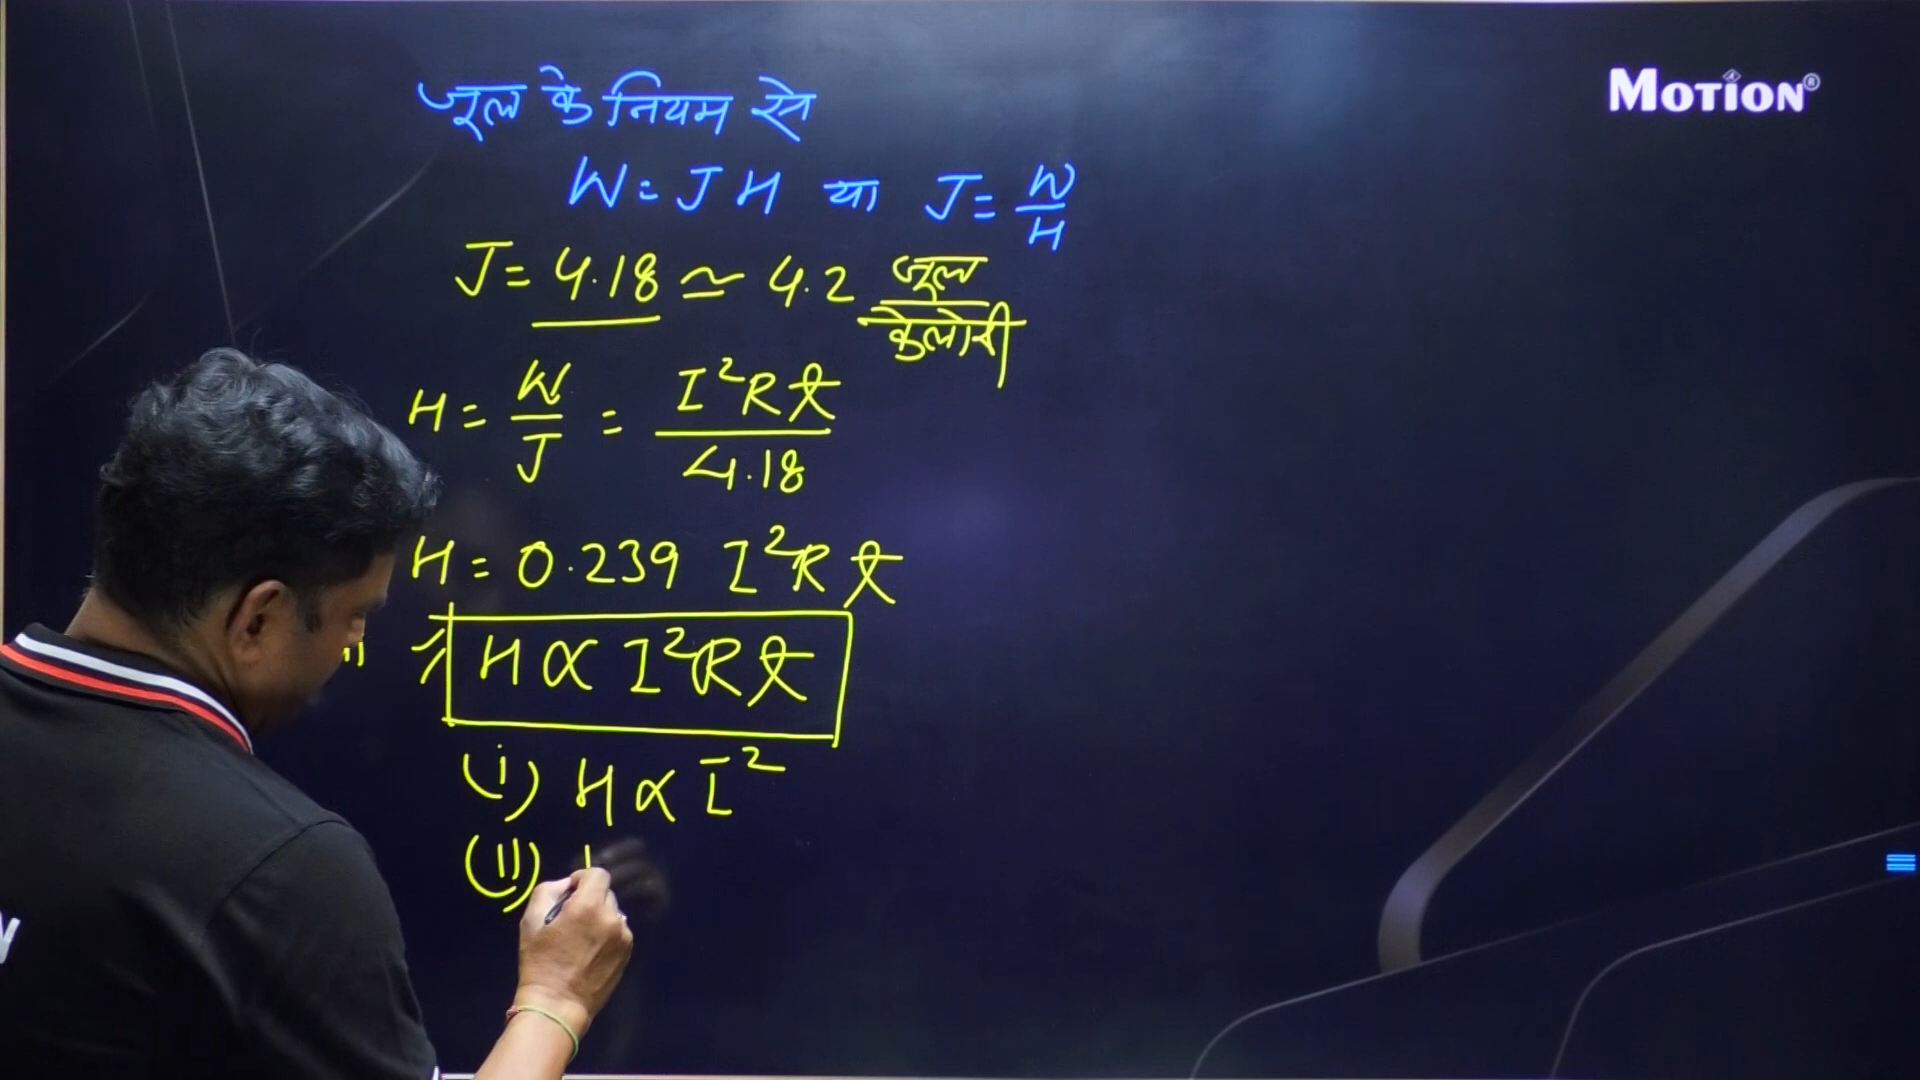 MOTION®
जूल के नियम से
W = J H या J = W/H
J = 4.18 ≃ 4.2 जूल/केलोरी
H = W/J = I²Rt/4.18
H = 0.239 I²Rt
H ∝ I²Rt
(i) H ∝ I²
(ii)